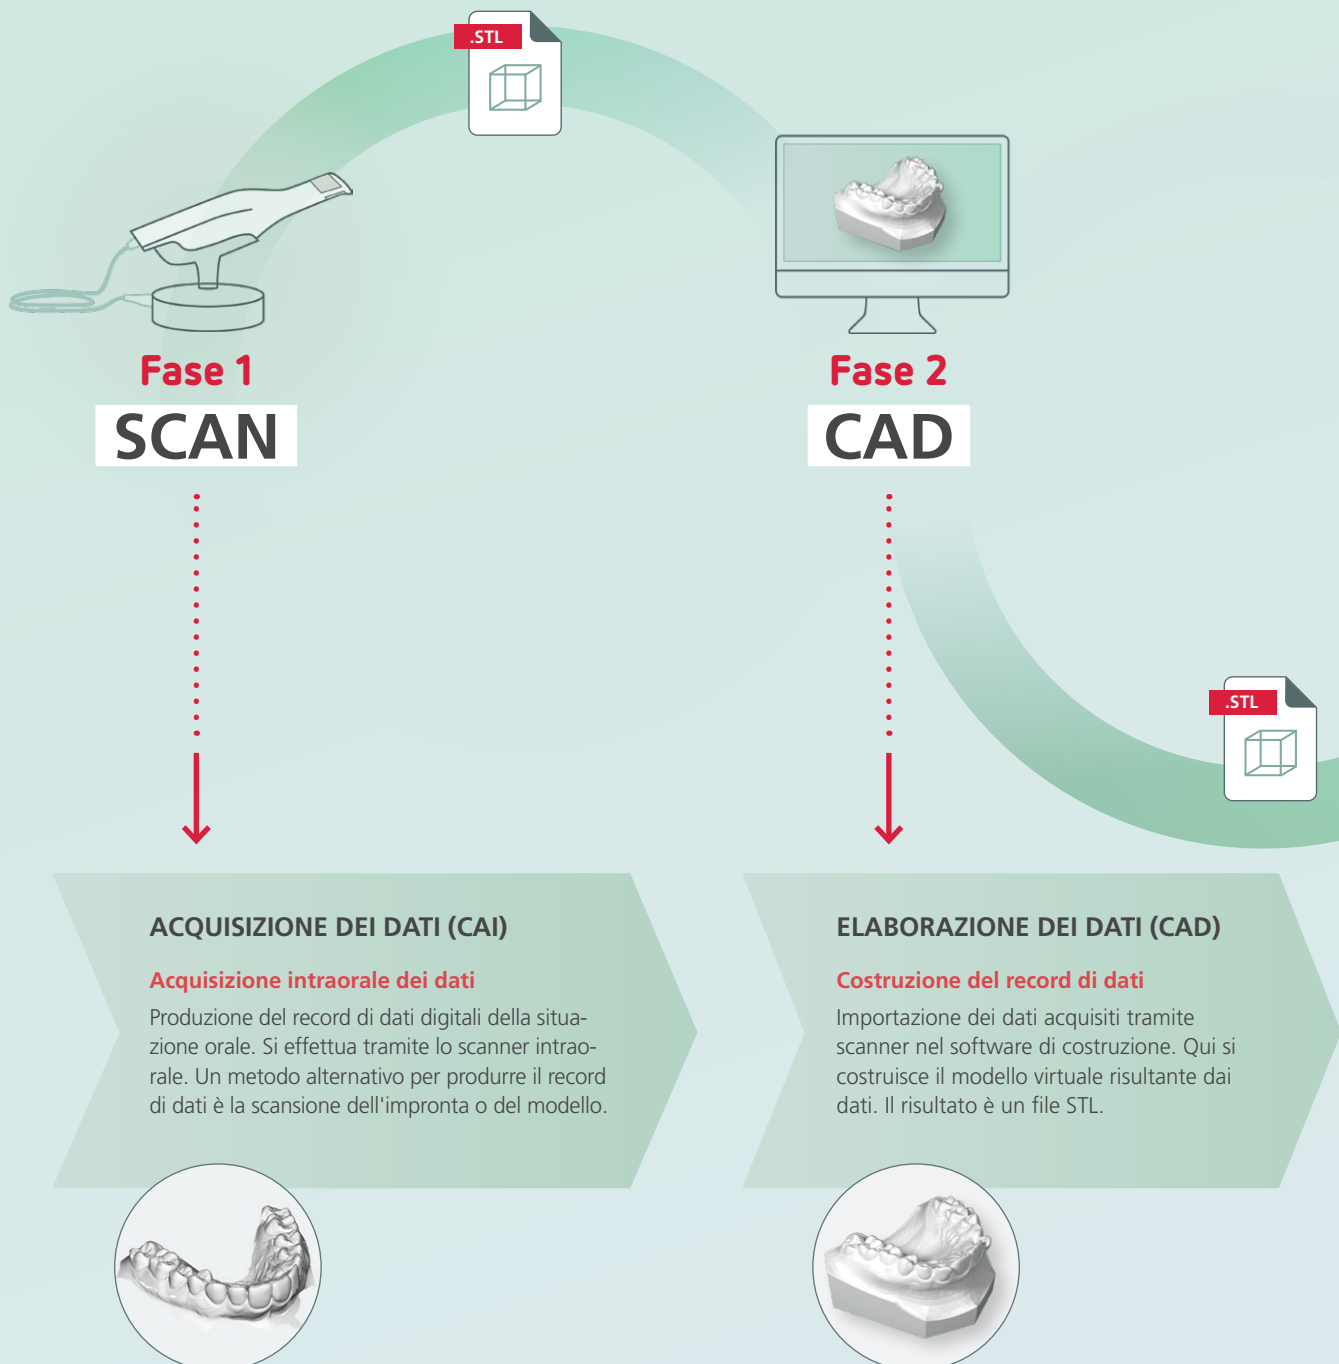 .STL
Fase 1
SCAN
Fase 2
CAD
.STL
ACQUISIZIONE DEI DATI (CAI)
Acquisizione intraorale dei dati
Produzione del record di dati digitali della situa-
zione orale. Si effettua tramite lo scanner intrao-
rale. Un metodo alternativo per produrre il record
di dati è la scansione dell'impronta o del modello.
ELABORAZIONE DEI DATI (CAD)
Costruzione del record di dati
Importazione dei dati acquisiti tramite
scanner nel software di costruzione. Qui si
costruisce il modello virtuale risultante dai
dati. Il risultato è un file STL.